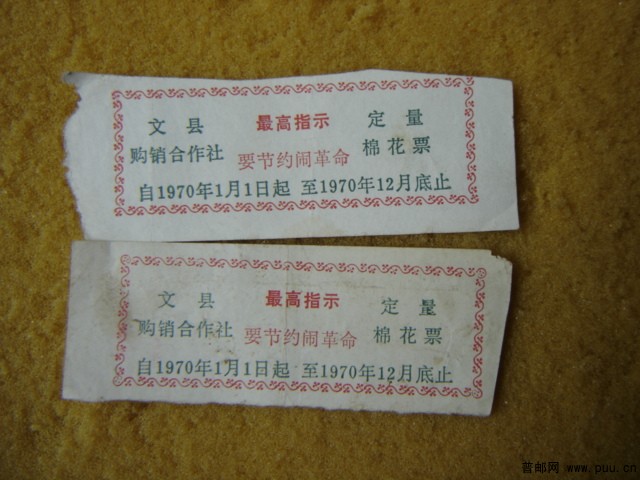 文县 最高指示 定量
购销合作社 要节约闹革命 棉花票
自1970年1月1日起 至1970年12月底止
文县 最高指示 定量
购销合作社 要节约闹革命 棉花票
自1970年1月1日起 至1970年12月底止
普邮网 www.puu.cn